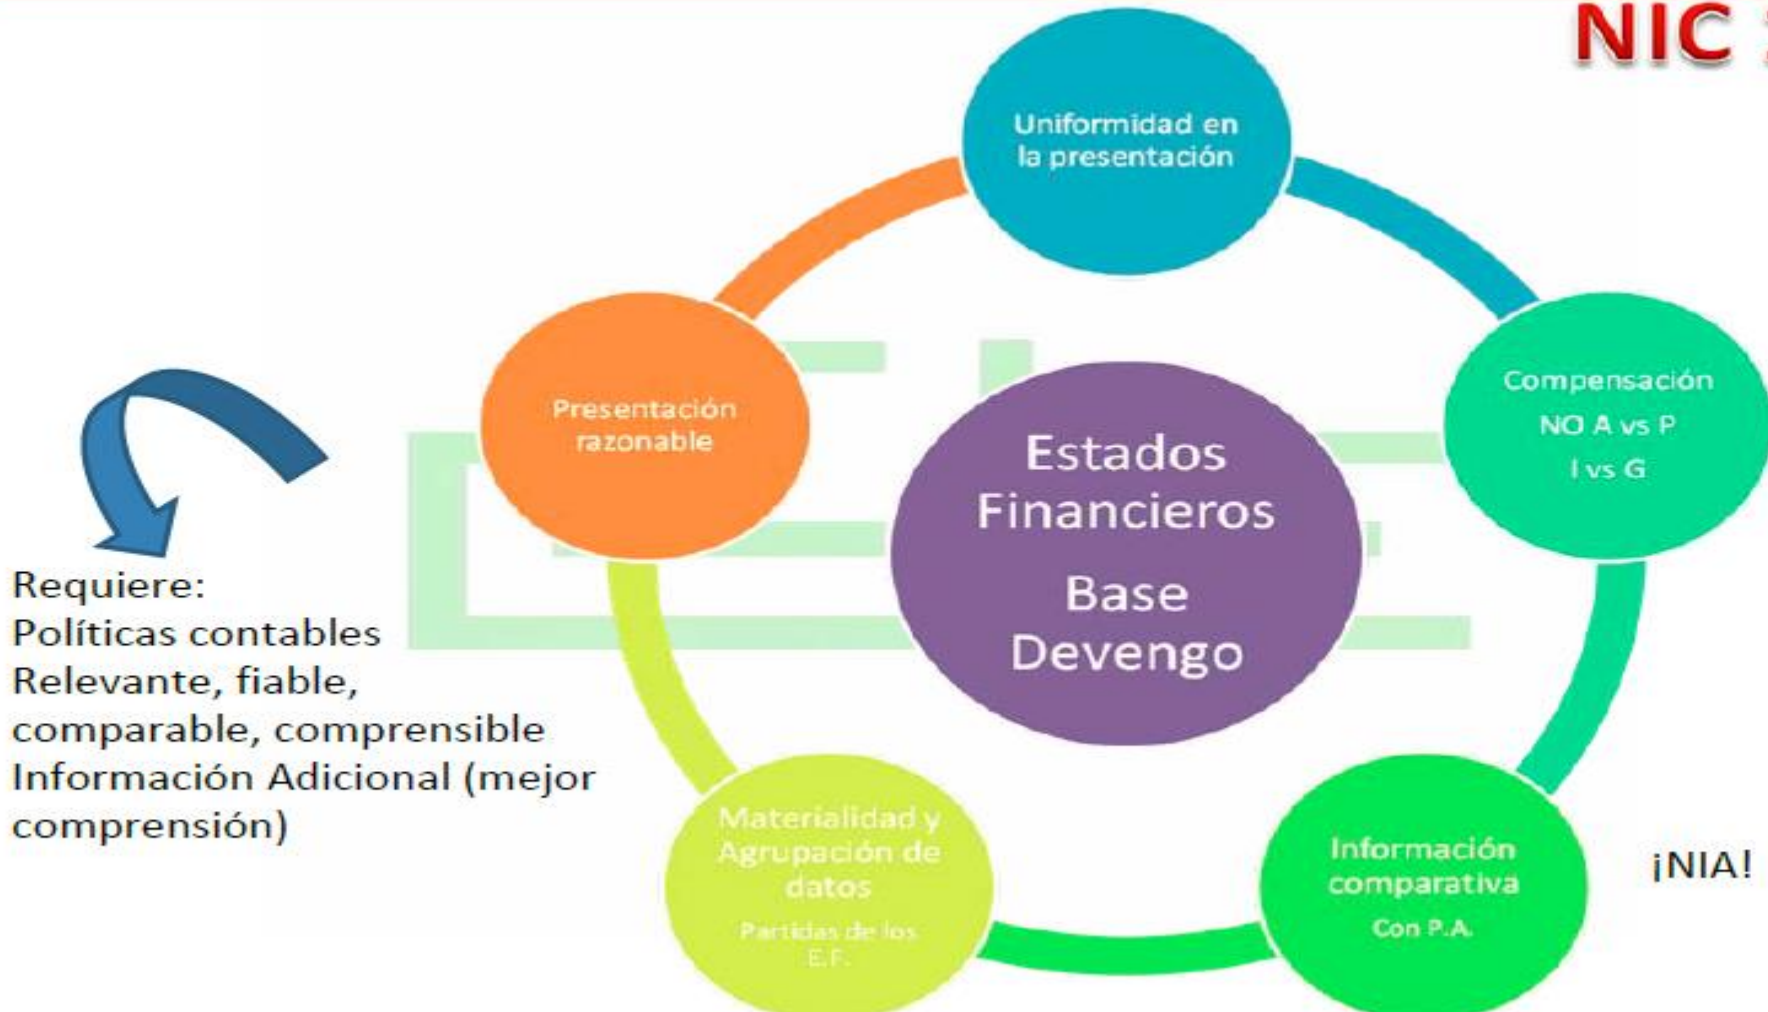 NIC
Uniformidad en
la presentación
Presentación
razonable
Compensación
NO A vs P
I vs G
Estados
Financieros
Base
Devengo
Requiere:
Políticas contables
Relevante, fiable,
comparable, comprensible
Información Adicional (mejor
comprensión)
Materialidad y
Agrupación de
datos
Partidas de los
E.F.
Información
comparativa
Con P.A.
¡NIA!